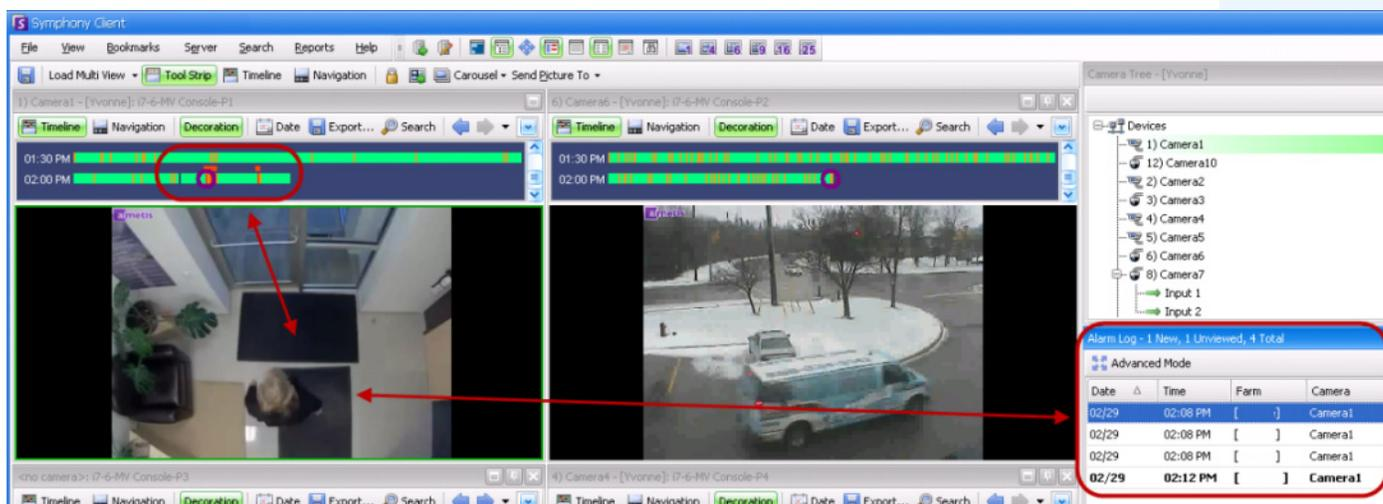 Symphony Client
File View Bookmarks Server Search Reports Help
Load Multi View Tool Strip Timeline Navigation Carousel Send Picture To
1) Camera1 - [Yvonne]: i7-6-MV Console-P1
Timeline Navigation Decoration Date Export... Search
01:30 PM
02:00 PM
aimetis
6) Camera6 - [Yvonne]: i7-6-MV Console-P2
Timeline Navigation Decoration Date Export... Search
01:30 PM
02:00 PM
aimetis
Camera Tree - [Yvonne]
Devices
1) Camera1
12) Camera10
2) Camera2
3) Camera3
4) Camera4
5) Camera5
6) Camera6
8) Camera7
Input 1
Input 2
Alarm Log - 1 New, 1 Unviewed, 4 Total
Advanced Mode
Date Time Farm Camera
02/29 02:08 PM [ ] Camera1
02/29 02:08 PM [ ] Camera1
02/29 02:08 PM [ ] Camera1
02/29 02:12 PM [ ] Camera1
<no camera>: i7-6-MV Console-P3
Timeline Navigation Decoration Date Export... Search
4) Camera4 - [Yvonne]: i7-6-MV Console-P4
Timeline Navigation Decoration Date Export... Search